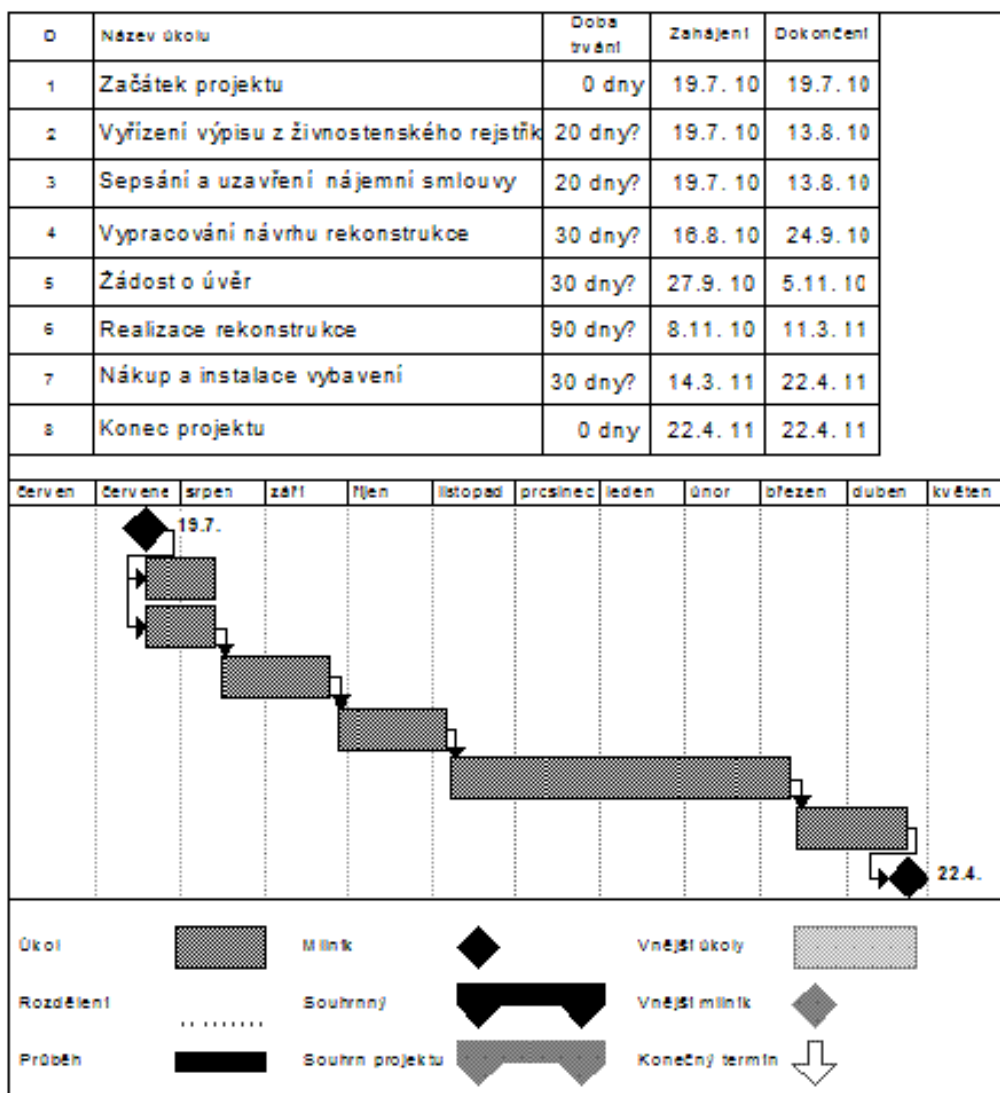 D Název úkolu Doba trvání Zahájení Dokončení
1 Začátek projektu 0 dny 19.7. 10 19.7. 10
2 Vyřízení výpisu z živnostenského rejstřík 20 dny? 19.7. 10 13.8. 10
3 Sepsání a uzavření nájemní smlouvy 20 dny? 19.7. 10 13.8. 10
4 Vypracování návrhu rekonstrukce 30 dny? 16.8. 10 24.9. 10
5 Žádost o úvěr 30 dny? 27.9. 10 5.11. 10
6 Realizace rekonstrukce 90 dny? 8.11. 10 11.3. 11
7 Nákup a instalace vybavení 30 dny? 14.3. 11 22.4. 11
8 Konec projektu 0 dny 22.4. 11 22.4. 11
červen červene srpen září říjen listopad prosinec leden únor březen duben květen
19.7.
22.4.
Úkol Milník Vnější úkoly
Rozdělení Souhrnný Vnější milník
Průběh Souhrn projektu Konečný termín